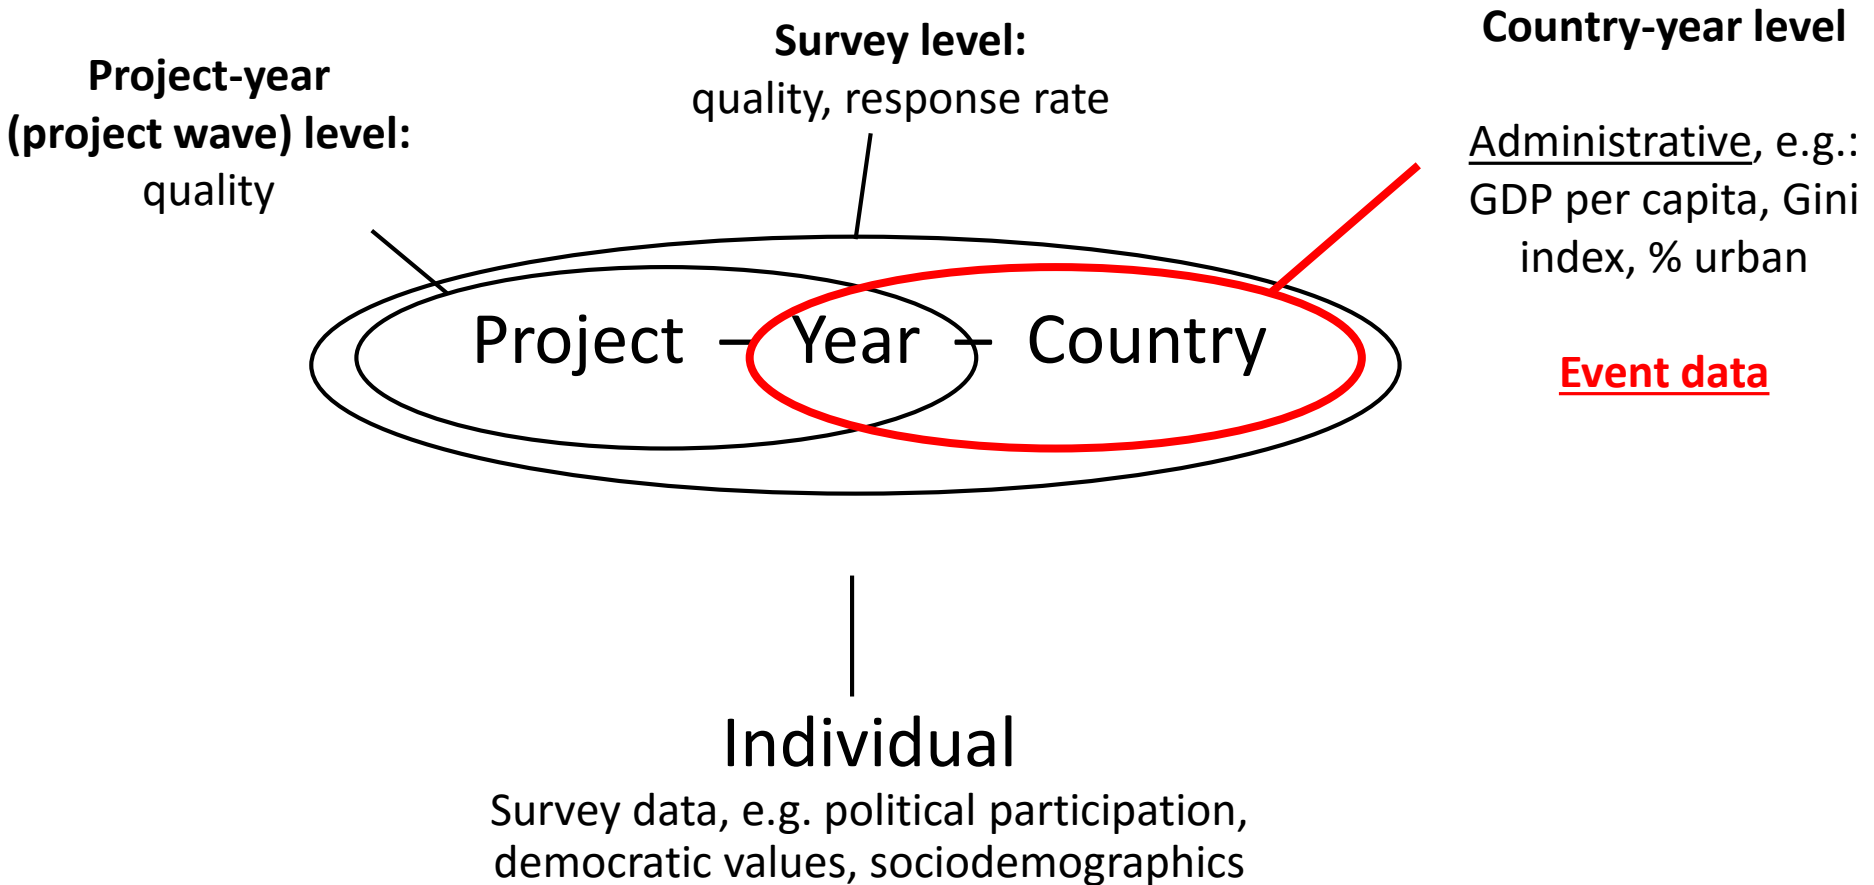 Project-year
(project wave) level:
quality
Survey level:
quality, response rate
Country-year level
Administrative, e.g.:
GDP per capita, Gini
index, % urban
Event data
Project – Year – Country
Individual
Survey data, e.g. political participation,
democratic values, sociodemographics